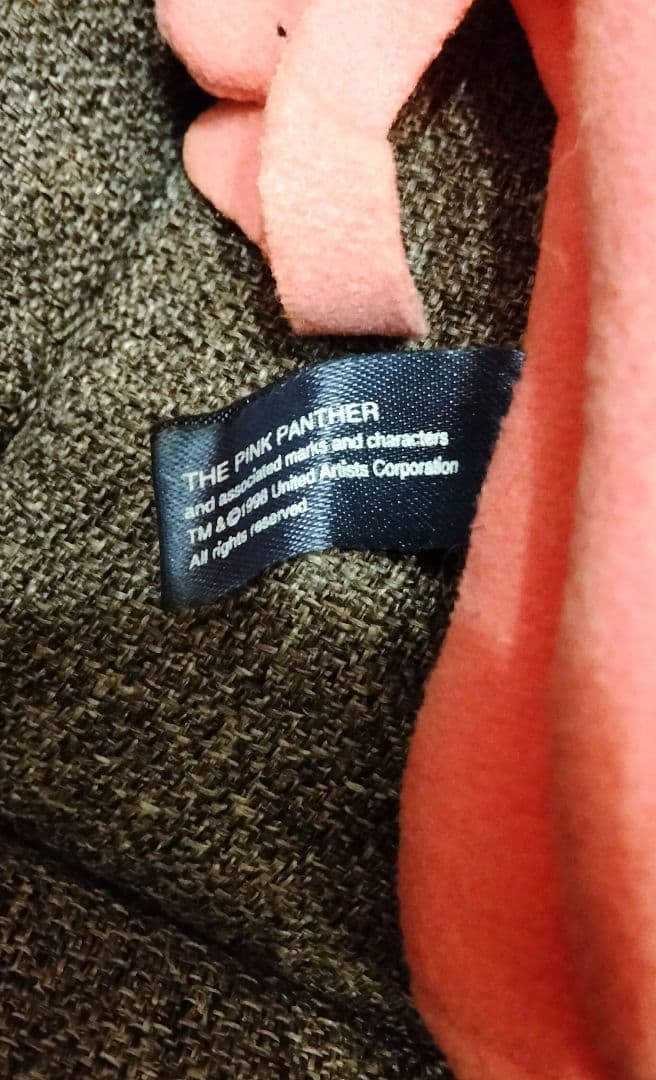 THE PINK PANTHER
and associated marks and characters
TM & ©1998 United Artists Corporation
All rights reserved